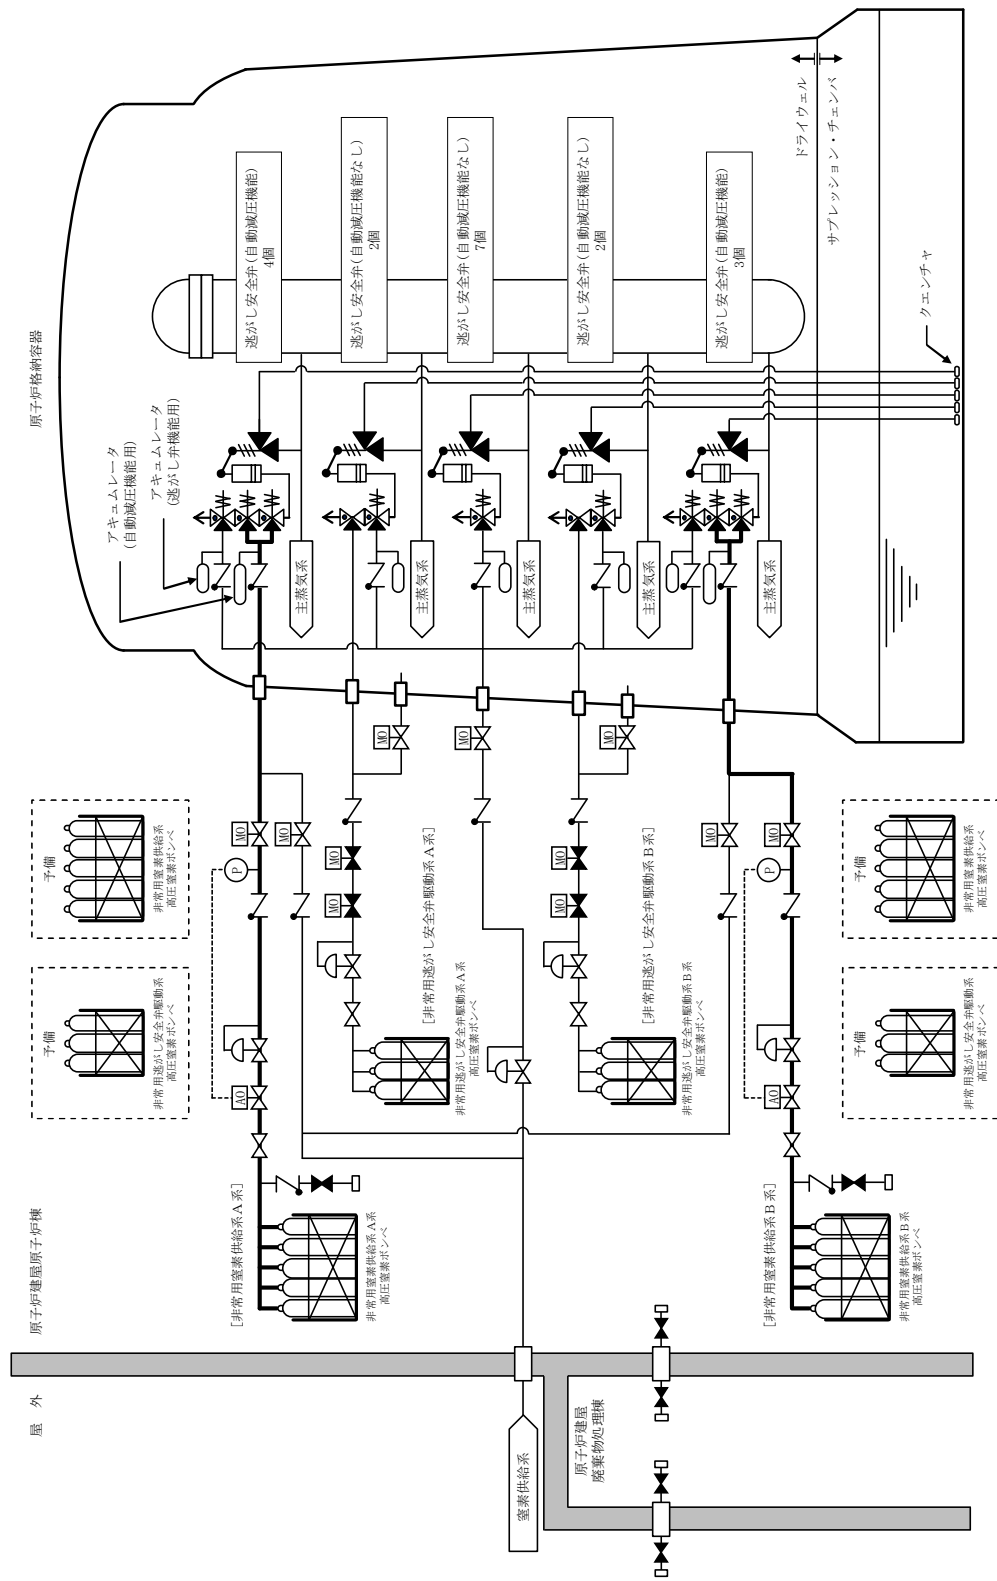 原子炉格納容器
アキュムレータ
(自動減圧機能用)
アキュムレータ
(逃がし弁機能用)
逃がし安全弁(自動減圧機能)
4個
逃がし安全弁(自動減圧機能なし)
2個
逃がし安全弁(自動減圧機能なし)
7個
逃がし安全弁(自動減圧機能なし)
2個
逃がし安全弁(自動減圧機能)
3個
ドライウェル
サプレッション・チェンバ
クエンチャ
主蒸気系
主蒸気系
主蒸気系
主蒸気系
主蒸気系
予備
非常用窒素供給系
高圧窒素ボンベ
予備
非常用逃がし安全弁駆動系
高圧窒素ボンベ
MO
MO
P
AO
MO
MO
MO
[非常用逃がし安全弁駆動系A系]
非常用逃がし安全弁駆動系A系
高圧窒素ボンベ
MO
MO
MO
MO
[非常用逃がし安全弁駆動系B系]
非常用逃がし安全弁駆動系B系
高圧窒素ボンベ
MO
MO
P
AO
予備
非常用窒素供給系
高圧窒素ボンベ
予備
非常用逃がし安全弁駆動系
高圧窒素ボンベ
原子炉建屋原子炉棟
[非常用窒素供給系A系]
非常用窒素供給系A系
高圧窒素ボンベ
[非常用窒素供給系B系]
非常用窒素供給系B系
高圧窒素ボンベ
屋 外
窒素供給系
原子炉建屋
廃棄物処理棟